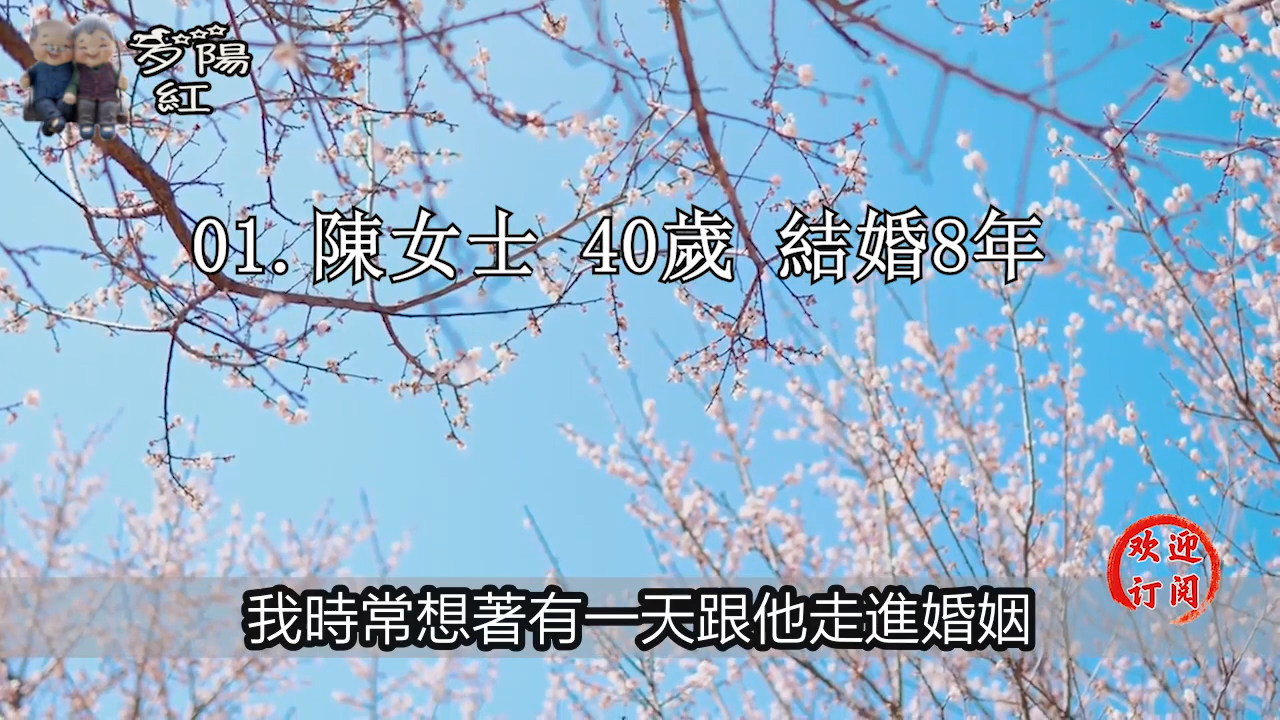 夕陽
紅
01.陳女士 40歲 結婚8年
欢迎
订阅
我時常想著有一天跟他走進婚姻